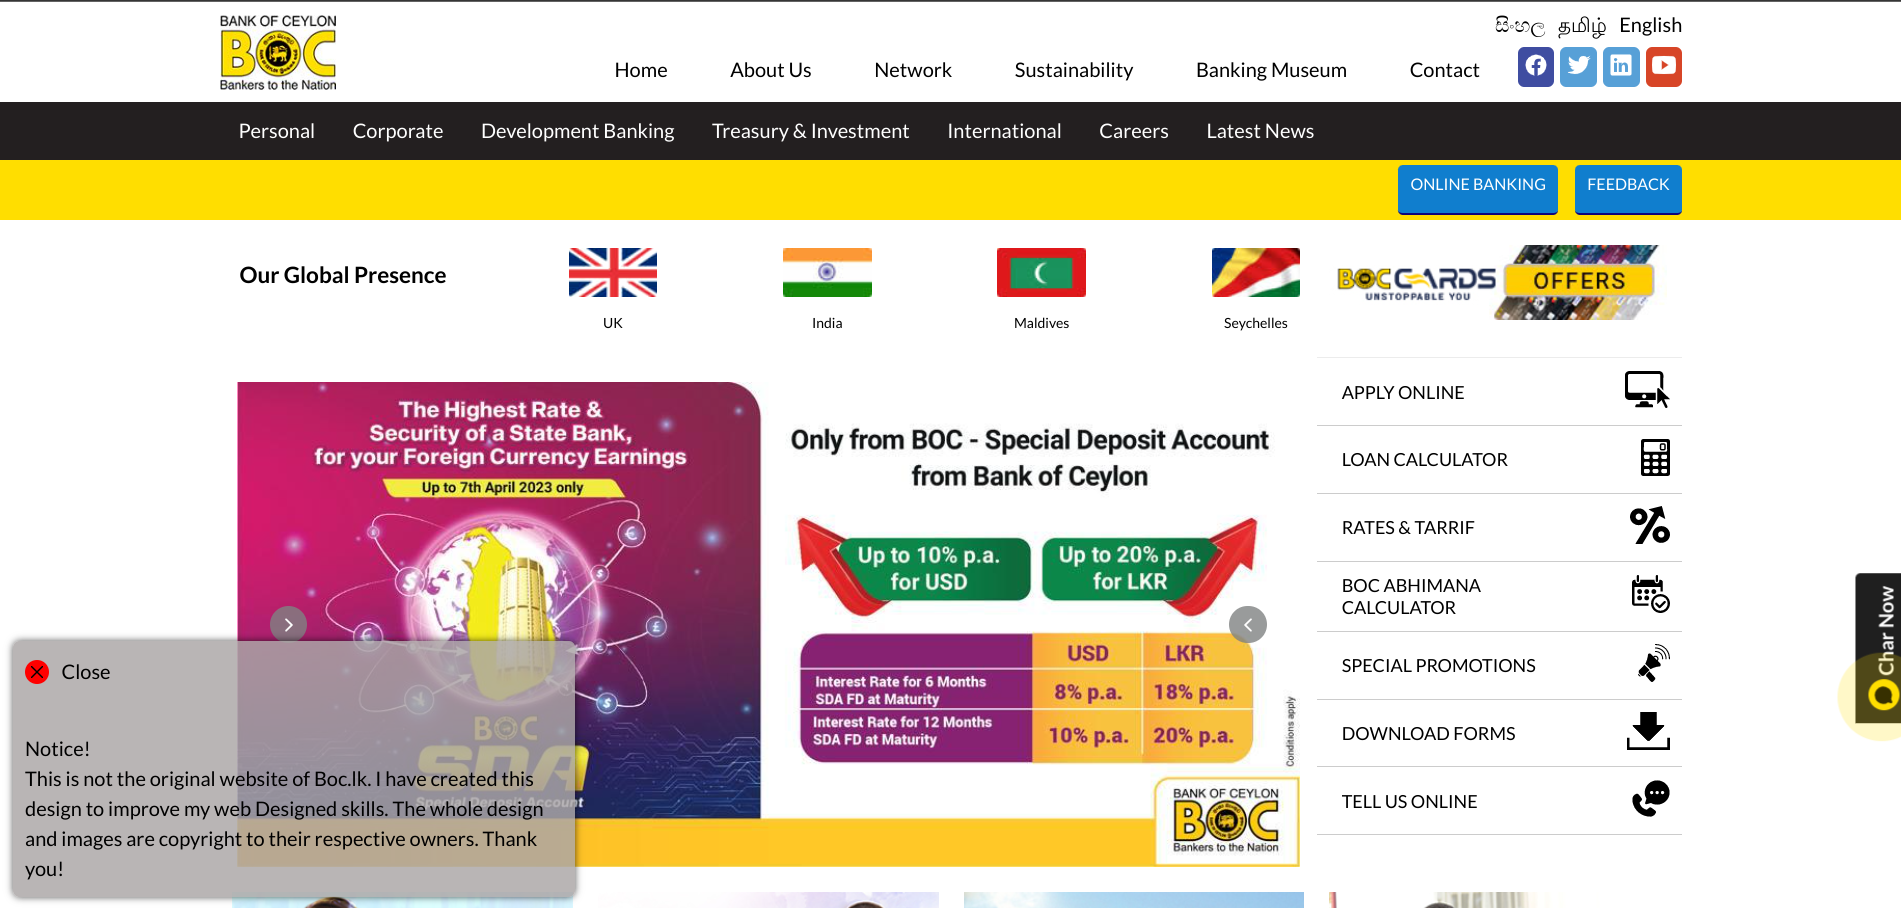 BANK OF CEYLON
BOC
Bankers to the Nation
සිංහල தமிழ் English
Home About Us Network Sustainability Banking Museum Contact
Personal Corporate Development Banking Treasury & Investment International Careers Latest News
ONLINE BANKING FEEDBACK
Our Global Presence
UK India Maldives Seychelles
BOC CARDS
UNSTOPPABLE YOU
OFFERS
The Highest Rate &
Security of a State Bank,
for your Foreign Currency Earnings
Up to 7th April 2023 only
BOC
SDA
Special Deposit Account
Only from BOC - Special Deposit Account
from Bank of Ceylon
Up to 10% p.a.
for USD
Up to 20% p.a.
for LKR
USD LKR
Interest Rate for 6 Months
SDA FD at Maturity
8% p.a. 18% p.a.
Interest Rate for 12 Months
SDA FD at Maturity
10% p.a. 20% p.a.
Conditions apply
BANK OF CEYLON
BOC
Bankers to the Nation
APPLY ONLINE
LOAN CALCULATOR
RATES & TARRIF
BOC ABHIMANA
CALCULATOR
SPECIAL PROMOTIONS
DOWNLOAD FORMS
TELL US ONLINE
Char Now
Close
Notice!
This is not the original website of Boc.lk. I have created this
design to improve my web Designed skills. The whole design
and images are copyright to their respective owners. Thank
you!